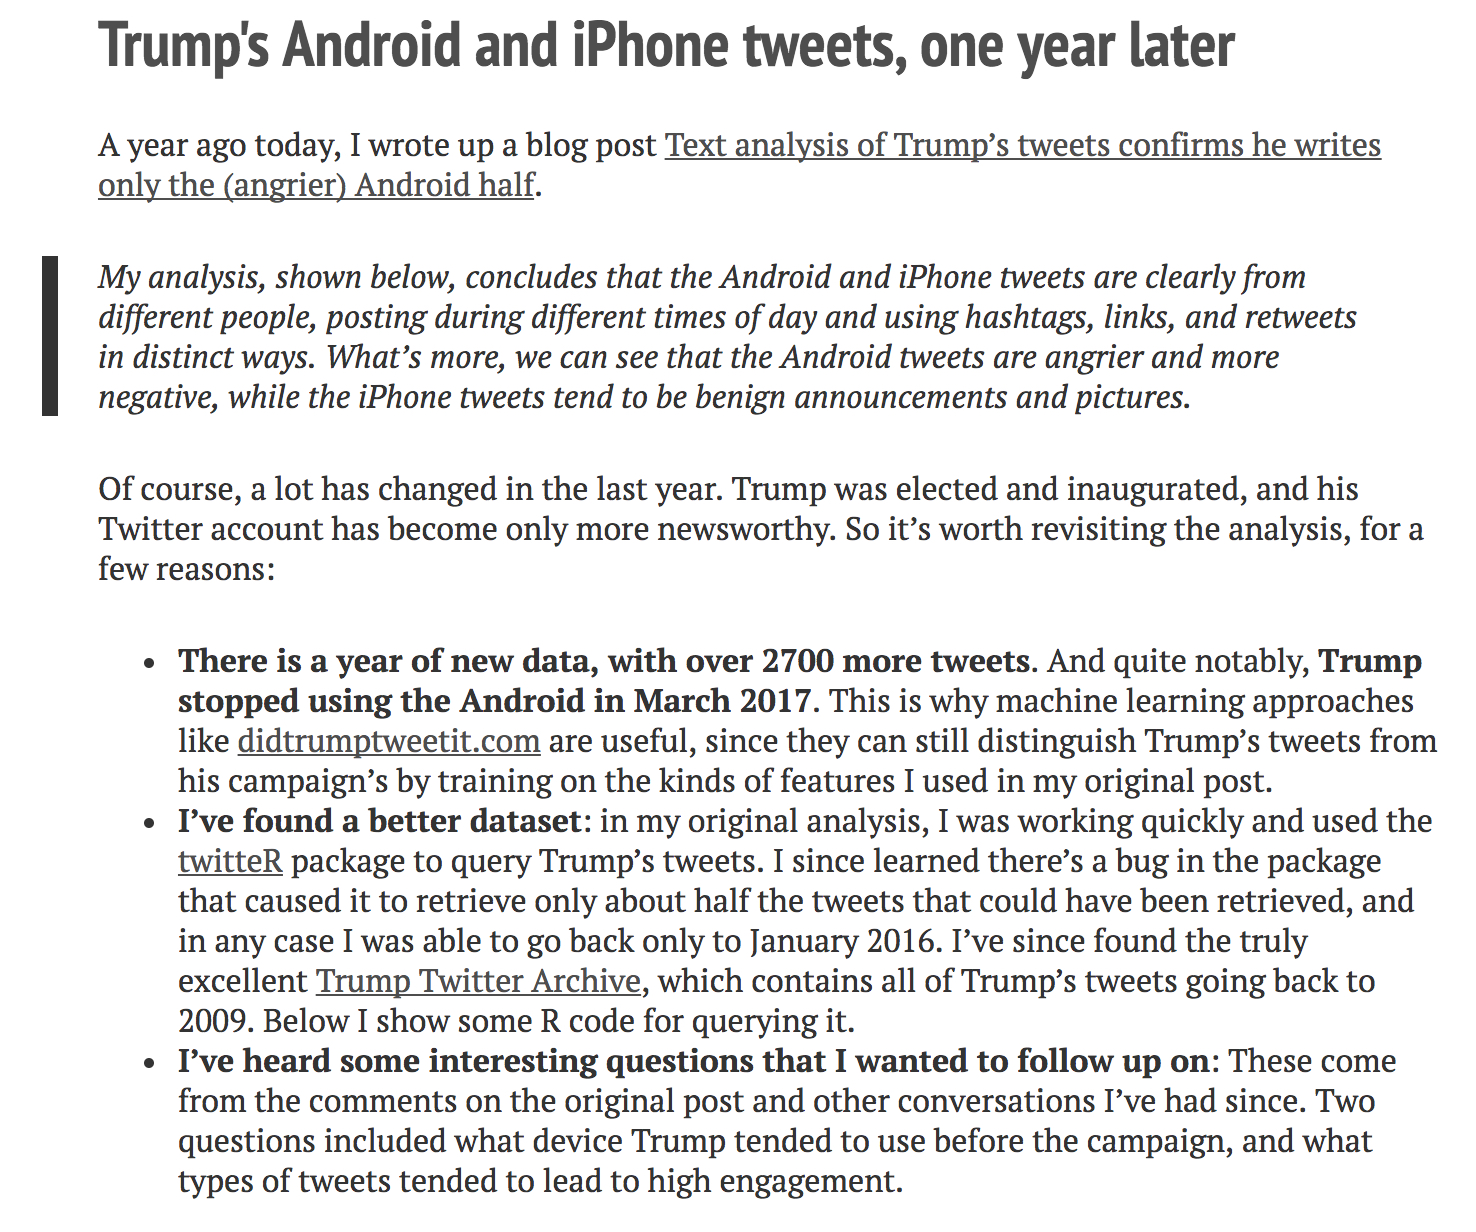 Trump's Android and iPhone tweets, one year later
A year ago today, I wrote up a blog post Text analysis of Trump’s tweets confirms he writes
only the (angrier) Android half.
My analysis, shown below, concludes that the Android and iPhone tweets are clearly from
different people, posting during different times of day and using hashtags, links, and retweets
in distinct ways. What’s more, we can see that the Android tweets are angrier and more
negative, while the iPhone tweets tend to be benign announcements and pictures.
Of course, a lot has changed in the last year. Trump was elected and inaugurated, and his
Twitter account has become only more newsworthy. So it’s worth revisiting the analysis, for a
few reasons:
• There is a year of new data, with over 2700 more tweets. And quite notably, Trump
stopped using the Android in March 2017. This is why machine learning approaches
like didtrumptweetit.com are useful, since they can still distinguish Trump’s tweets from
his campaign’s by training on the kinds of features I used in my original post.
• I’ve found a better dataset: in my original analysis, I was working quickly and used the
twitteR package to query Trump’s tweets. I since learned there’s a bug in the package
that caused it to retrieve only about half the tweets that could have been retrieved, and
in any case I was able to go back only to January 2016. I’ve since found the truly
excellent Trump Twitter Archive, which contains all of Trump’s tweets going back to
2009. Below I show some R code for querying it.
• I’ve heard some interesting questions that I wanted to follow up on: These come
from the comments on the original post and other conversations I’ve had since. Two
questions included what device Trump tended to use before the campaign, and what
types of tweets tended to lead to high engagement.